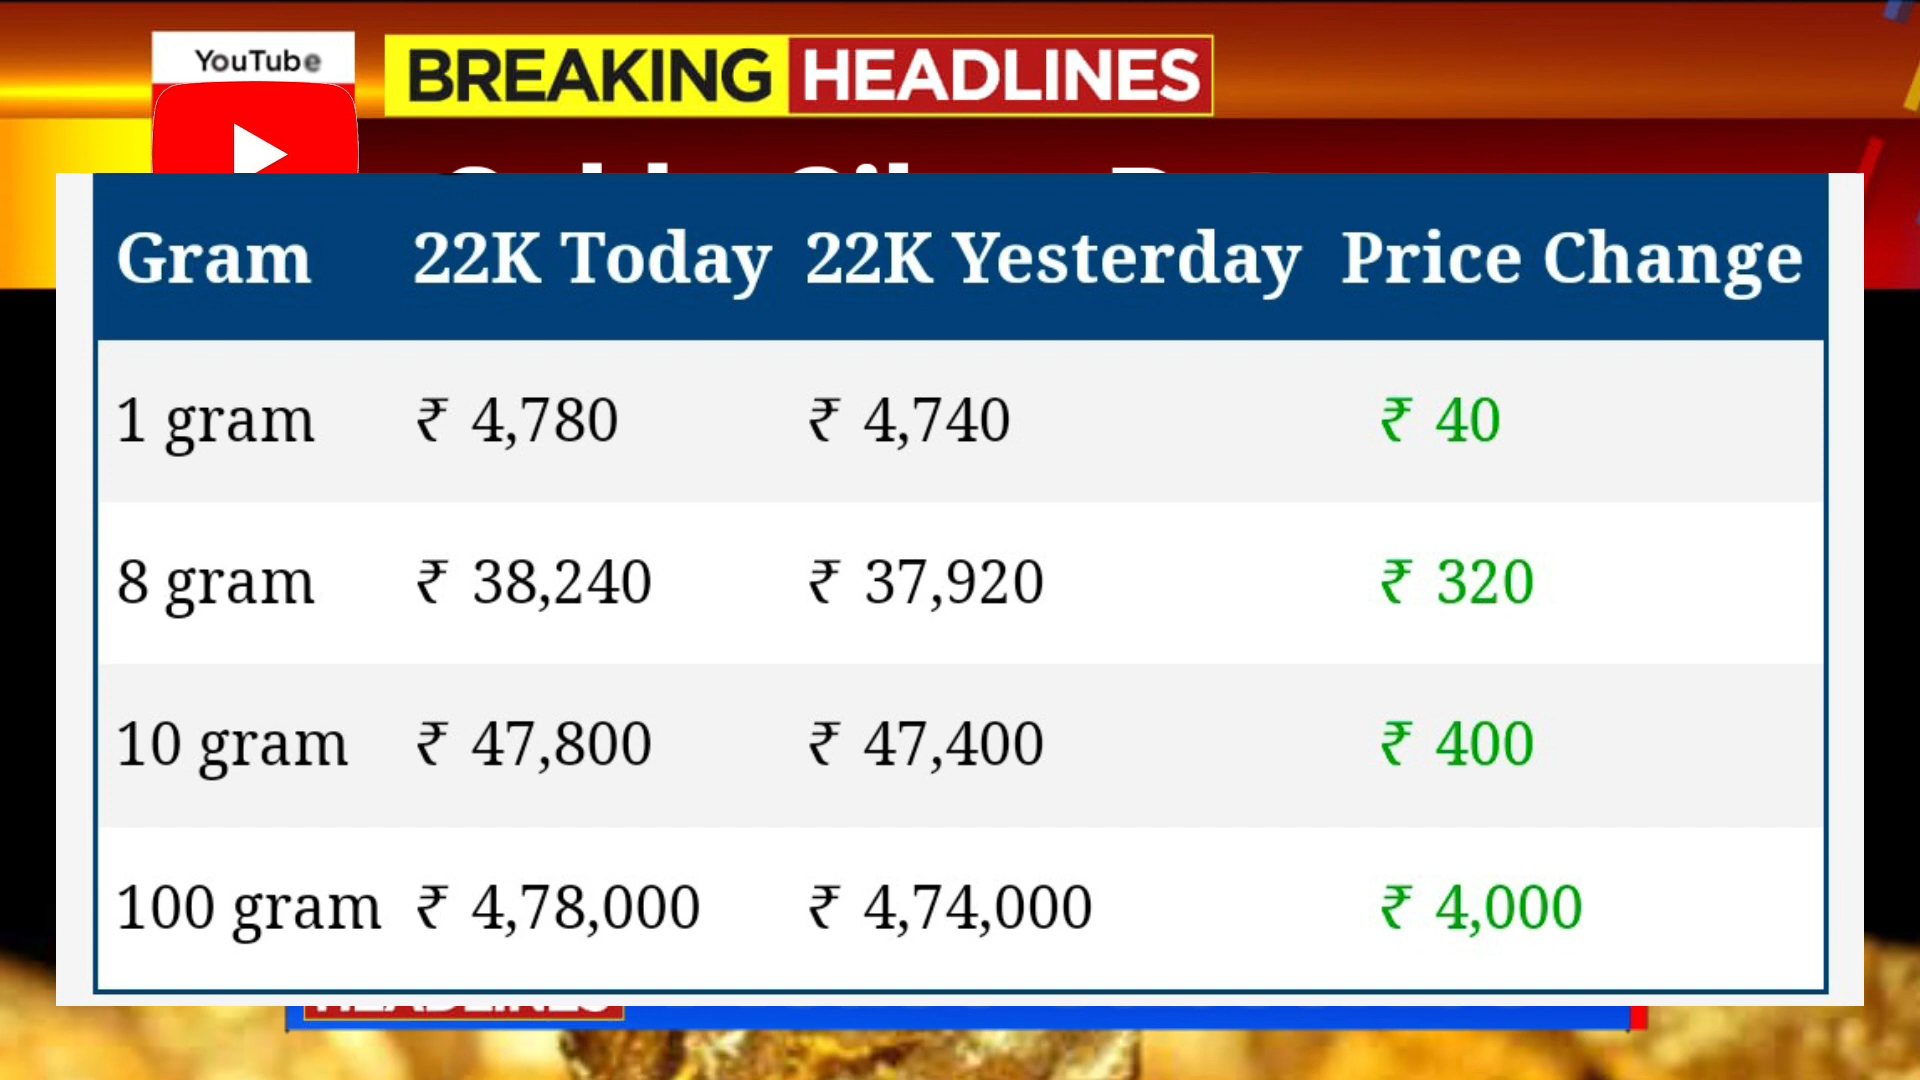 YouTube
BREAKING HEADLINES
Gram 22K Today 22K Yesterday Price Change
1 gram ₹ 4,780 ₹ 4,740 ₹ 40
8 gram ₹ 38,240 ₹ 37,920 ₹ 320
10 gram ₹ 47,800 ₹ 47,400 ₹ 400
100 gram ₹ 4,78,000 ₹ 4,74,000 ₹ 4,000
HEADLINES